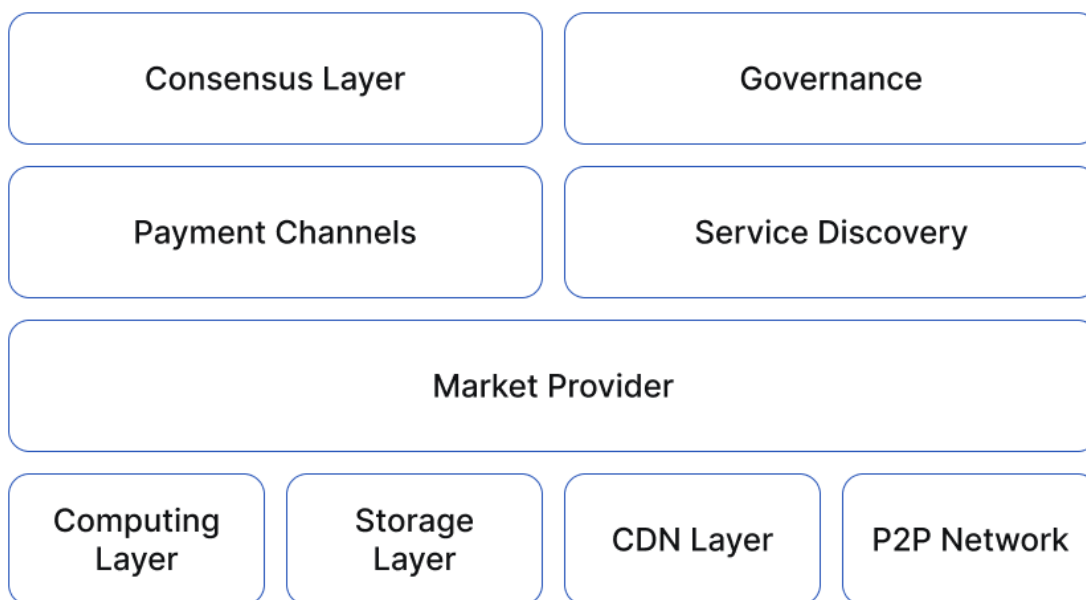 Consensus Layer
Governance
Payment Channels
Service Discovery
Market Provider
Computing
Layer
Storage
Layer
CDN Layer
P2P Network